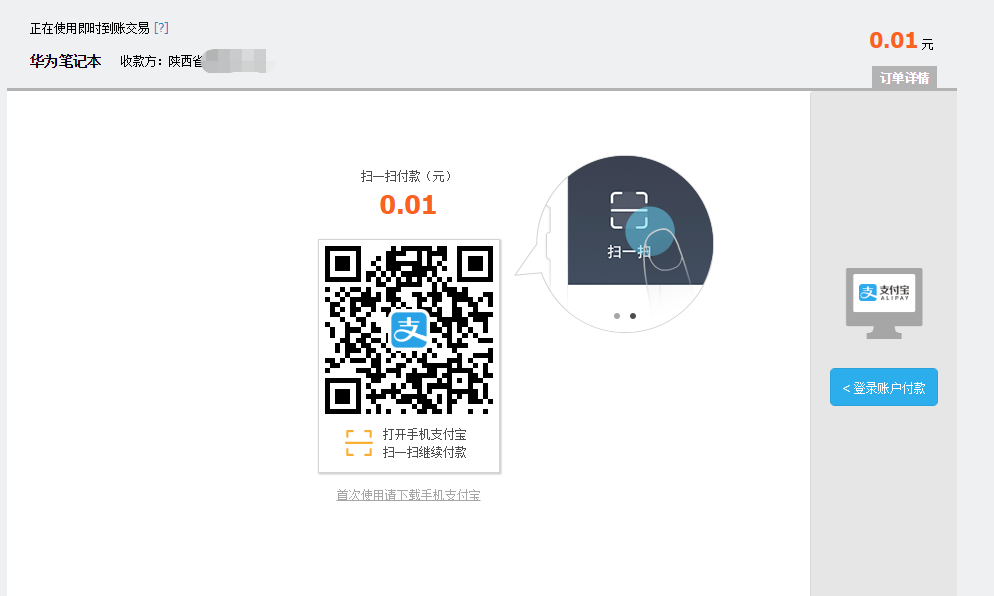 正在使用即时到账交易 [?]
0.01 元
华为笔记本 收款方：陕西省
订单详情
扫一扫付款（元）
0.01
扫一扫
支
支付宝
ALIPAY
< 登录账户付款
打开手机支付宝
扫一扫继续付款
首次使用请下载手机支付宝